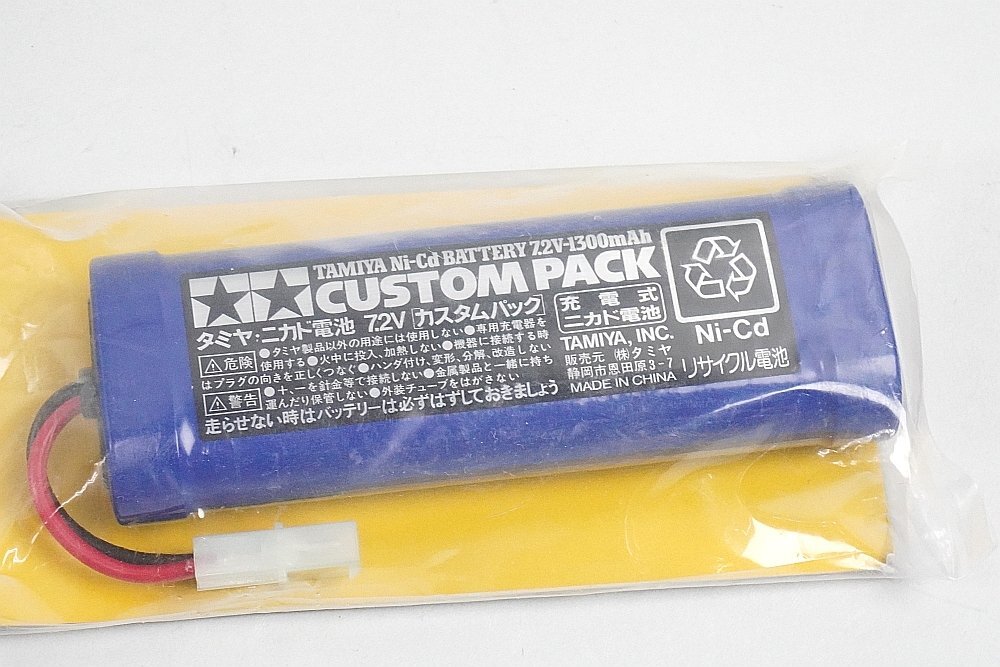 TAMIYA Ni-Cd BATTERY 7.2V-1300mAh
CUSTOM PACK
タミヤ・ニカド電池 7.2V カスタムパック
危険 ●タミヤ製品以外の用途には使用しない●専用充電器を
使用する●火中に投入、加熱しない●機器に接続する時
はプラグの向きを正しくつなぐ●ハンダ付け、変形、分解、改造しない
警告 ●+、-を針金等で接続しない●金属製品と一緒に持ち
運んだり保管しない●外装チューブをはがさない
走らせない時はバッテリーは必ずはずしておきましょう
充電式
ニカド電池
TAMIYA, INC.
販売元 (株)タミヤ
静岡市恩田原3-7
MADE IN CHINA
Ni-Cd
リサイクル電池